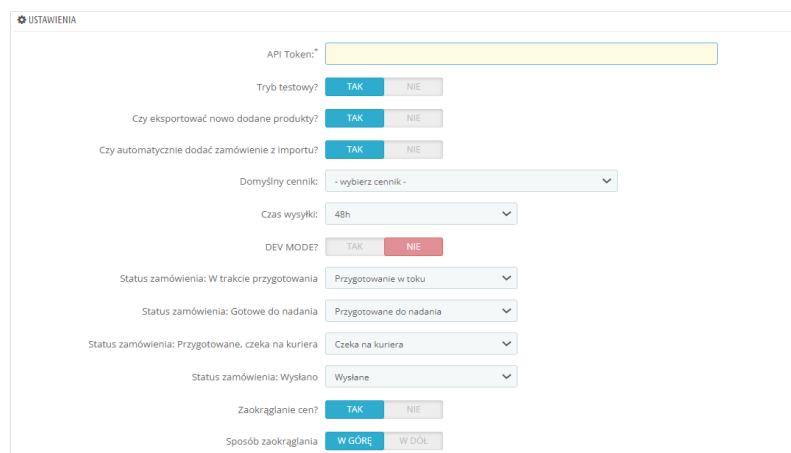 USTAWIENIA
API Token:*
Tryb testowy? TAK NIE
Czy eksportować nowo dodane produkty? TAK NIE
Czy automatycznie dodać zamówienie z importu? TAK NIE
Domyślny cennik: - wybierz cennik -
Czas wysyłki: 48h
DEV MODE? TAK NIE
Status zamówienia: W trakcie przygotowania Przygotowanie w toku
Status zamówienia: Gotowe do nadania Przygotowane do nadania
Status zamówienia: Przygotowane, czeka na kuriera Czeka na kuriera
Status zamówienia: Wysłano Wysłane
Zaokrąglanie cen? TAK NIE
Sposób zaokrąglania W GÓRĘ W DÓŁ